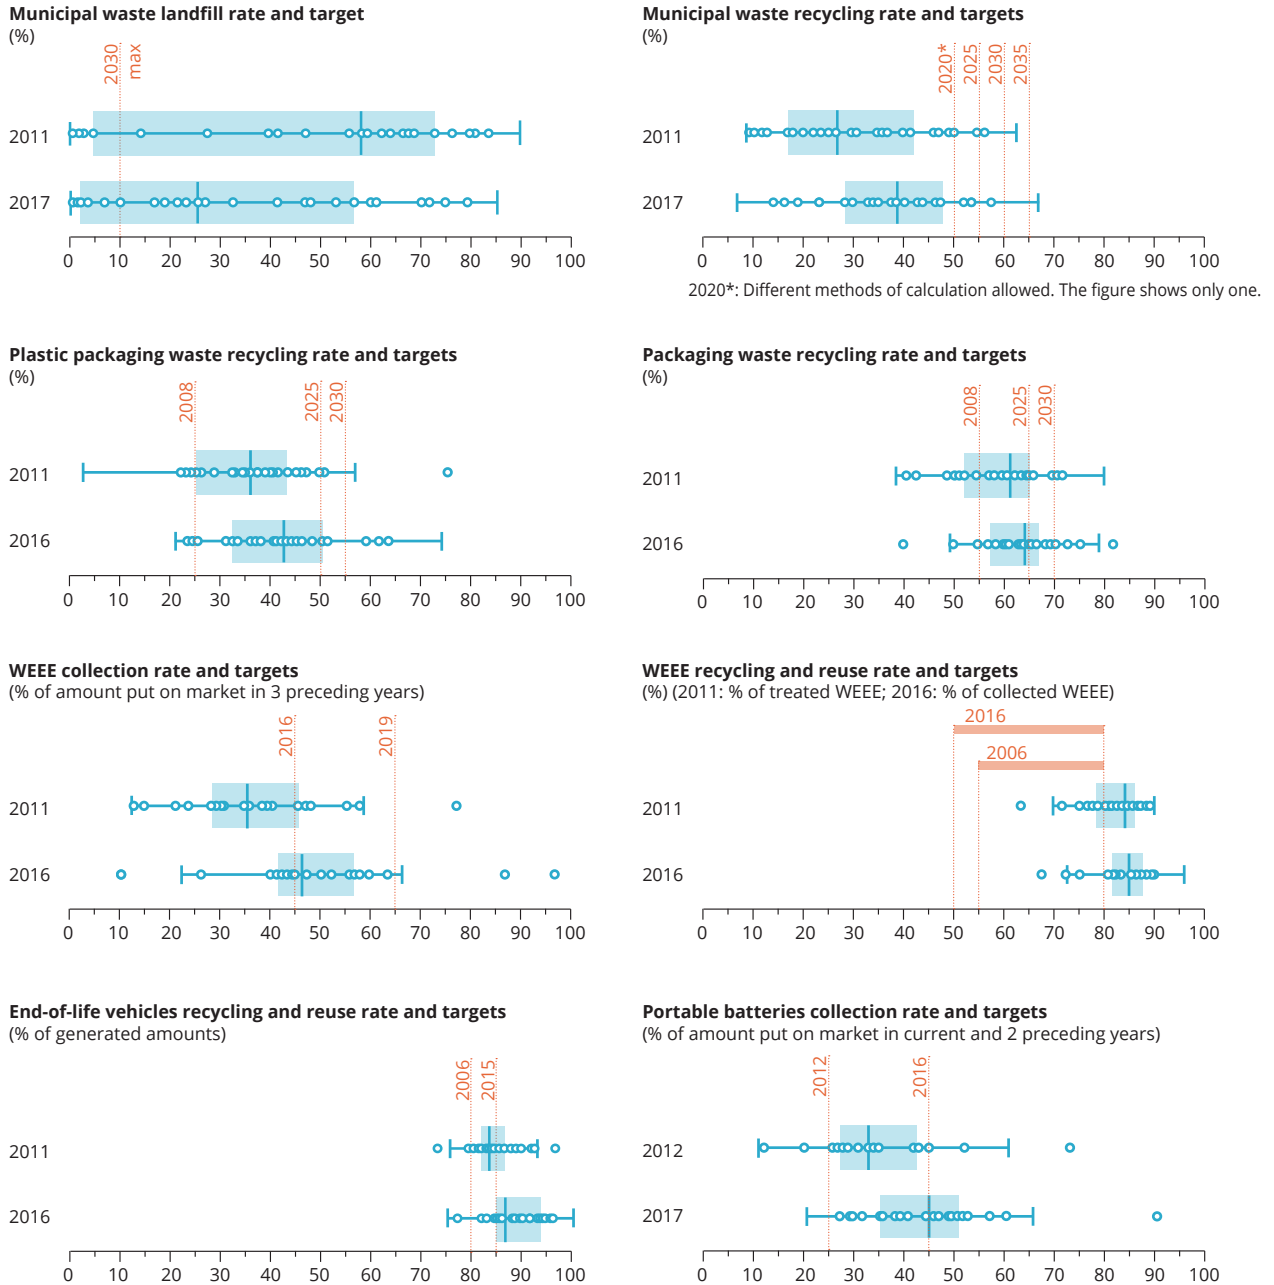 Municipal waste landfill rate and target
(%)
2030
max
2011
2017
0 10 20 30 40 50 60 70 80 90 100
Municipal waste recycling rate and targets
(%)
2020*
2025
2030
2035
2011
2017
0 10 20 30 40 50 60 70 80 90 100
2020*: Different methods of calculation allowed. The figure shows only one.
Plastic packaging waste recycling rate and targets
(%)
2008
2025
2030
2011
2016
0 10 20 30 40 50 60 70 80 90 100
Packaging waste recycling rate and targets
(%)
2008
2025
2030
2011
2016
0 10 20 30 40 50 60 70 80 90 100
WEEE collection rate and targets
(% of amount put on market in 3 preceding years)
2016
2019
2011
2016
0 10 20 30 40 50 60 70 80 90 100
WEEE recycling and reuse rate and targets
(%) (2011: % of treated WEEE; 2016: % of collected WEEE)
2016
2006
2011
2016
0 10 20 30 40 50 60 70 80 90 100
End-of-life vehicles recycling and reuse rate and targets
(% of generated amounts)
2006
2015
2011
2016
0 10 20 30 40 50 60 70 80 90 100
Portable batteries collection rate and targets
(% of amount put on market in current and 2 preceding years)
2012
2016
2012
2017
0 10 20 30 40 50 60 70 80 90 100